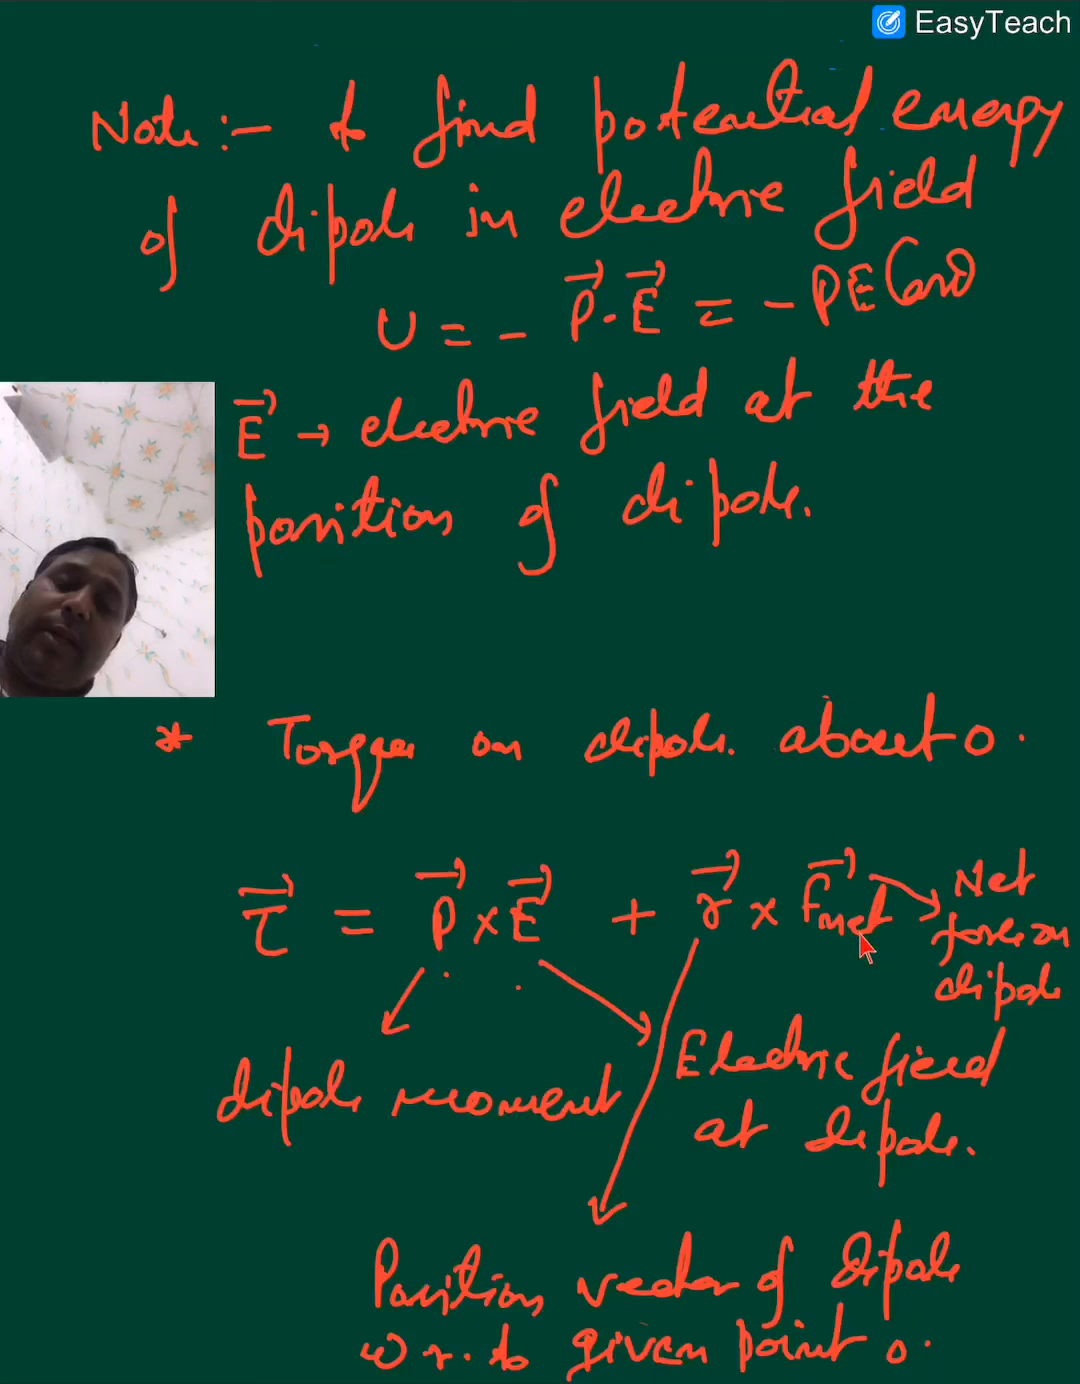 EasyTeach
Note :- to find potential energy
of dipole in electric field
U = - P⃗ . E⃗ = - PE Cosθ
E⃗ → electric field at the
position of dipole.
* Torque on dipole. about O.
τ⃗ = P⃗ × E⃗ + r⃗ × F⃗net → Net
force on
dipole
dipole moment
Electric field
at dipole.
Position vector of dipole
w r. to given point O.